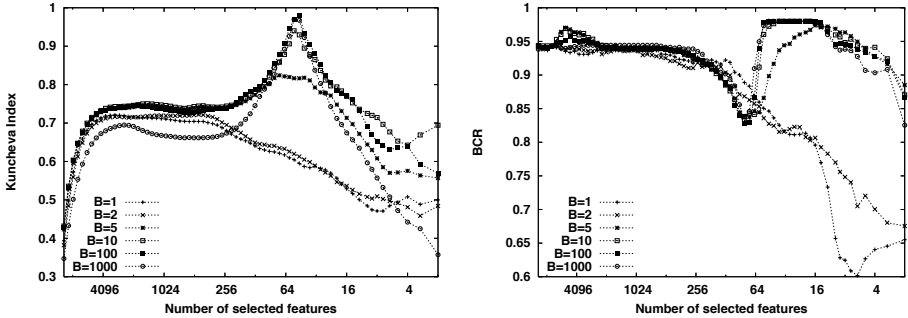 Kuncheva Index
1
0.9
0.8
0.7
0.6
0.5
0.4
0.3
B=1
B=2
B=5
B=10
B=100
B=1000
4096 1024 256 64 16 4
Number of selected features
BCR
1
0.95
0.9
0.85
0.8
0.75
0.7
0.65
0.6
B=1
B=2
B=5
B=10
B=100
B=1000
4096 1024 256 64 16 4
Number of selected features